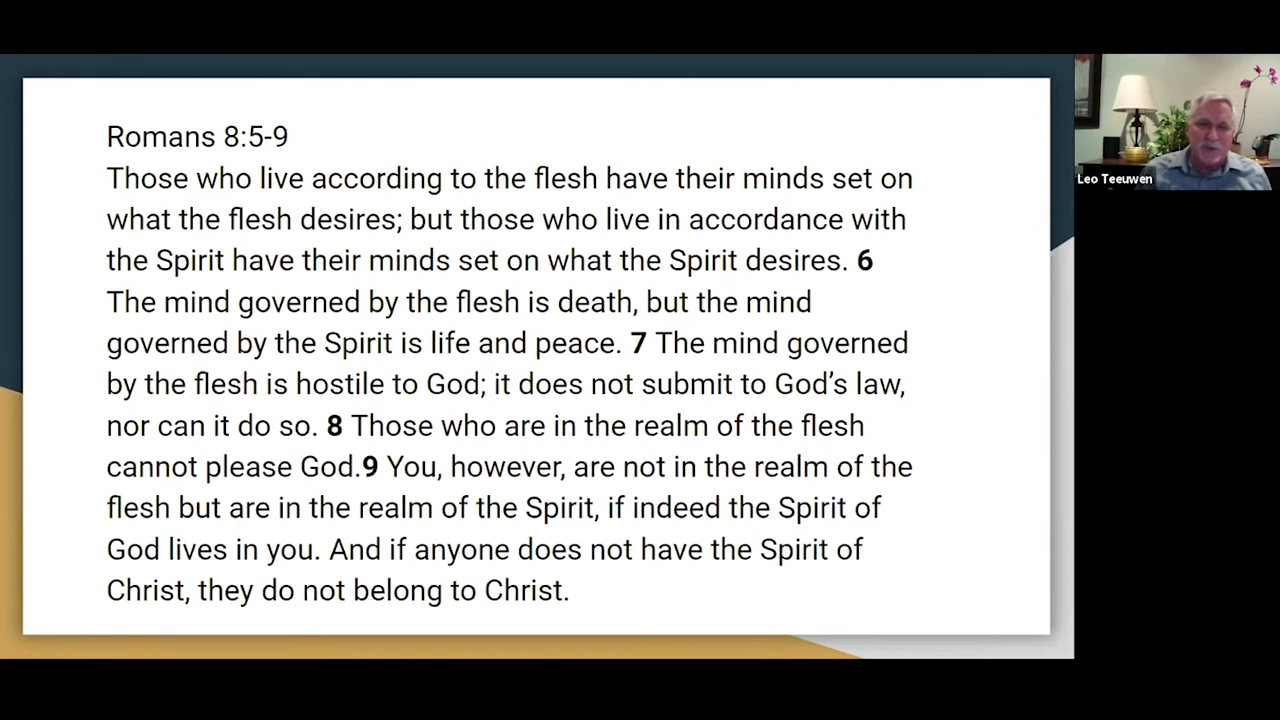 Romans 8:5-9
Those who live according to the flesh have their minds set on
what the flesh desires; but those who live in accordance with
the Spirit have their minds set on what the Spirit desires. 6
The mind governed by the flesh is death, but the mind
governed by the Spirit is life and peace. 7 The mind governed
by the flesh is hostile to God; it does not submit to God’s law,
nor can it do so. 8 Those who are in the realm of the flesh
cannot please God.9 You, however, are not in the realm of the
flesh but are in the realm of the Spirit, if indeed the Spirit of
God lives in you. And if anyone does not have the Spirit of
Christ, they do not belong to Christ.
Leo Teeuwen